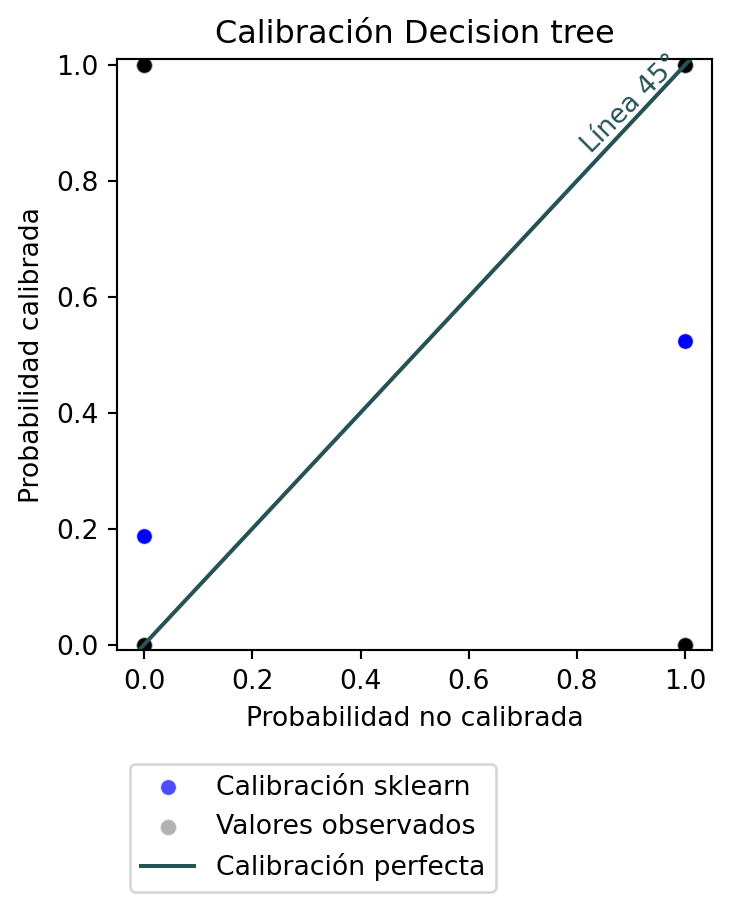 Calibración Decision tree
1.0
0.8
0.6
0.4
0.2
0.0
Probabilidad calibrada
Línea 45°
0.0 0.2 0.4 0.6 0.8 1.0
Probabilidad no calibrada
Calibración sklearn
Valores observados
Calibración perfecta